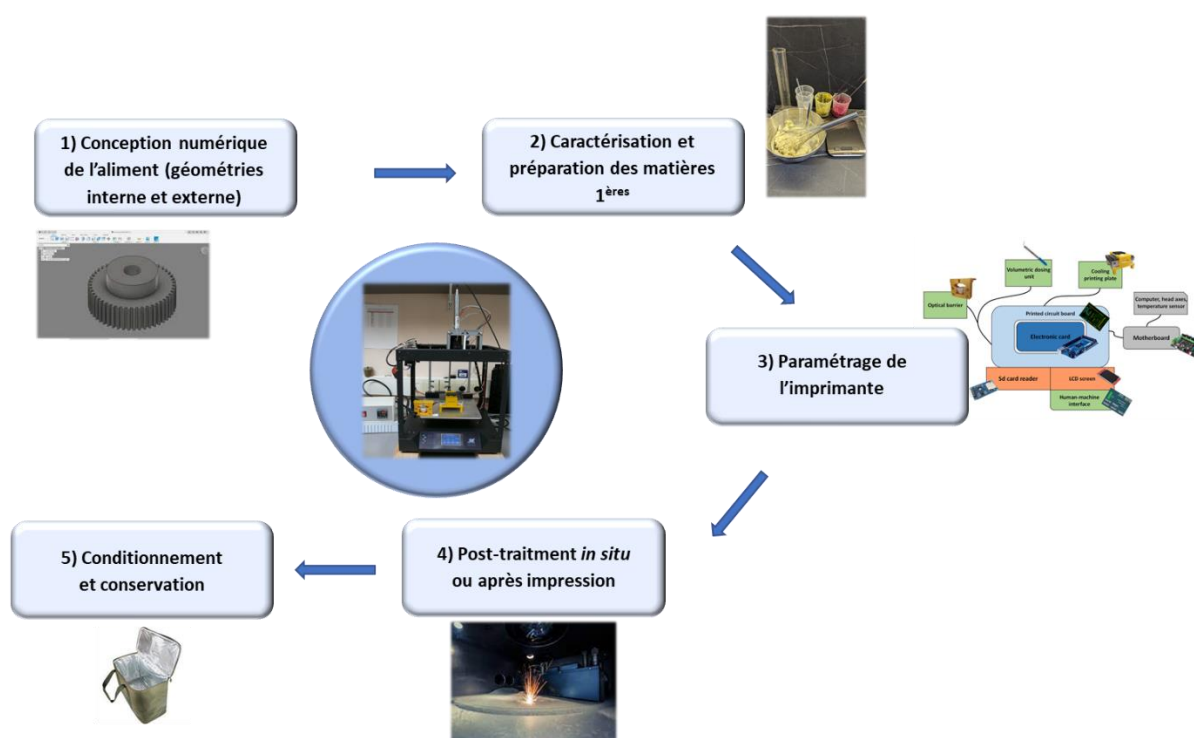 1) Conception numérique
de l'aliment (géométries
interne et externe)
2) Caractérisation et
préparation des matières
1ères
Volumetric dosing
unit
Cooling
printing plate
Optical barrier
Computer, head axes,
temperature sensor
Printed circuit board
Electronic card
Motherboard
3) Paramétrage de
l'imprimante
Sd card reader
LCD screen
Human machine
interface
4) Post-traitement in situ
ou après impression
5) Conditionnement
et conservation